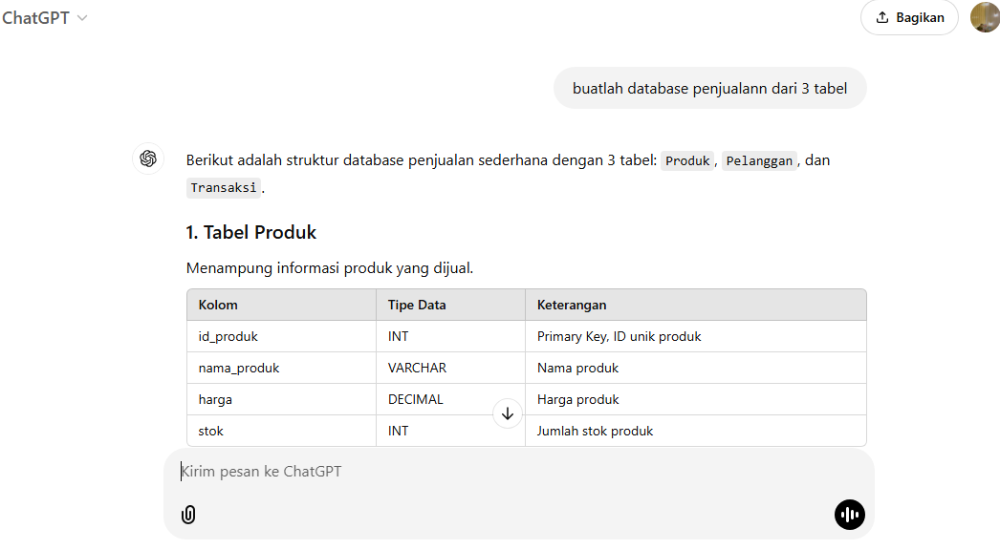 ChatGPT
Bagikan
buatlah database penjualann dari 3 tabel
Berikut adalah struktur database penjualan sederhana dengan 3 tabel: Produk, Pelanggan, dan
Transaksi.
1. Tabel Produk
Menampung informasi produk yang dijual.
Kolom Tipe Data Keterangan
id_produk INT Primary Key, ID unik produk
nama_produk VARCHAR Nama produk
harga DECIMAL Harga produk
stok INT Jumlah stok produk
Kirim pesan ke ChatGPT